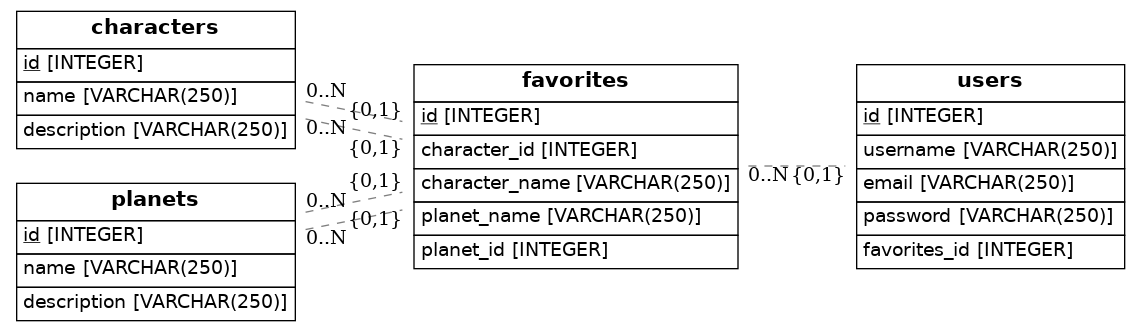 characters
id [INTEGER]
name [VARCHAR(250)]
description [VARCHAR(250)]
planets
id [INTEGER]
name [VARCHAR(250)]
description [VARCHAR(250)]
0..N
{0,1}
0..N
{0,1}
{0,1}
0..N
{0,1}
0..N
favorites
id [INTEGER]
character_id [INTEGER]
character_name [VARCHAR(250)]
planet_name [VARCHAR(250)]
planet_id [INTEGER]
0..N {0,1}
users
id [INTEGER]
username [VARCHAR(250)]
email [VARCHAR(250)]
password [VARCHAR(250)]
favorites_id [INTEGER]